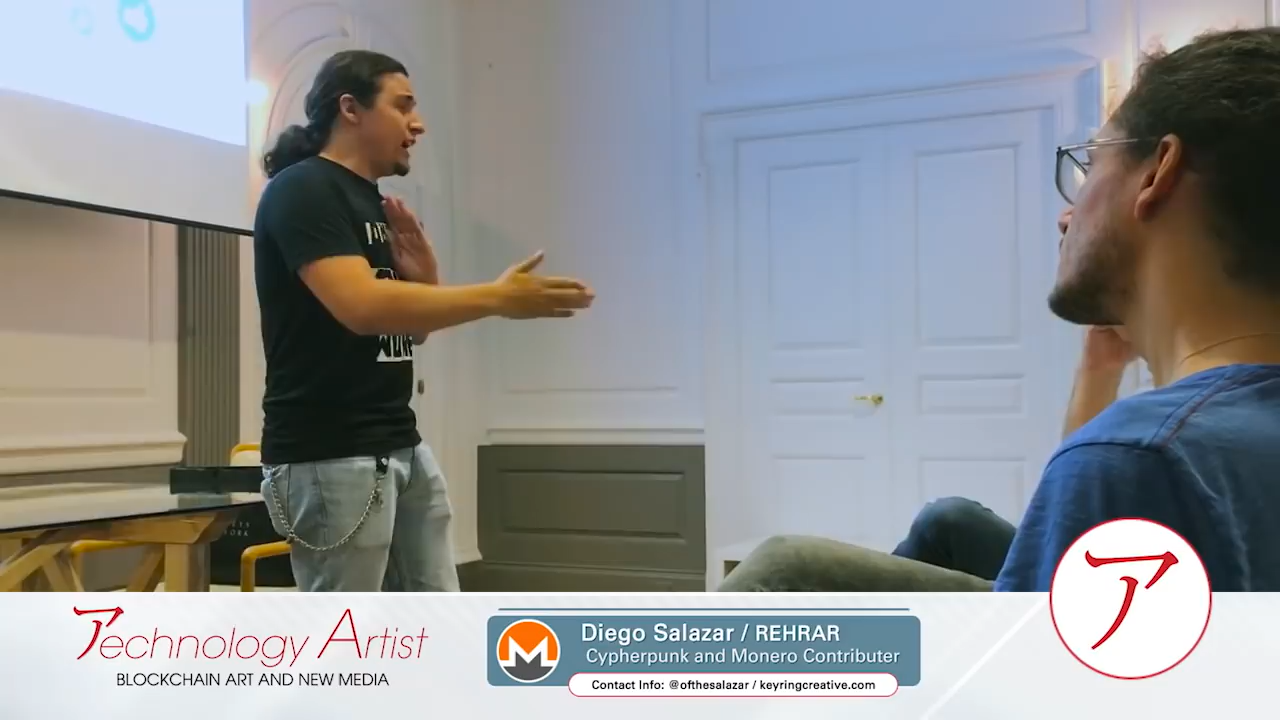 Technology Artist
BLOCKCHAIN ART AND NEW MEDIA
Diego Salazar / REHRAR
Cypherpunk and Monero Contributer
Contact Info: @ofthesalazar / keyringcreative.com